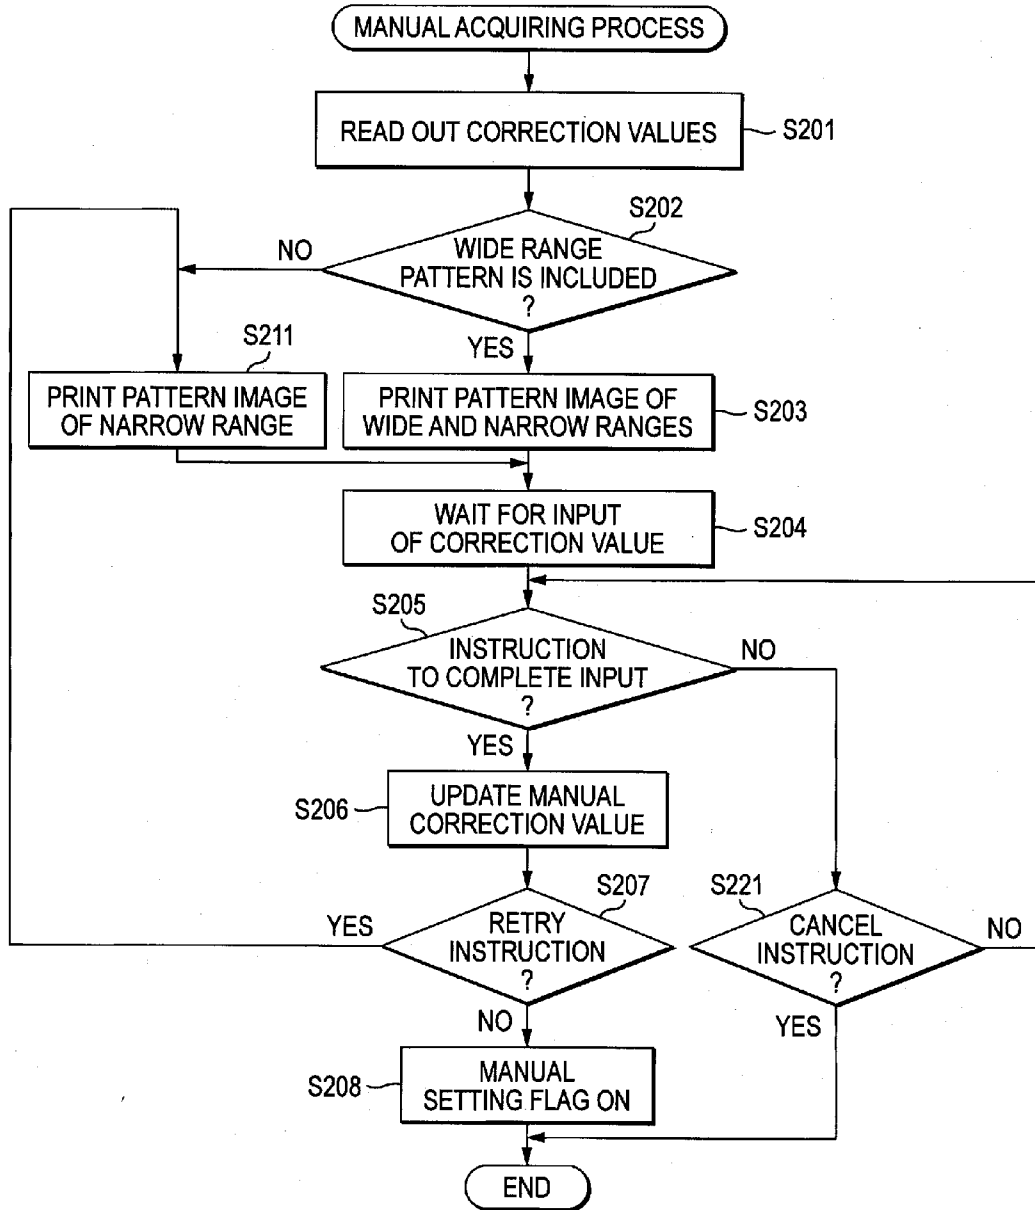 MANUAL ACQUIRING PROCESS
READ OUT CORRECTION VALUES
S201
S202
WIDE RANGE
PATTERN IS INCLUDED
?
NO
YES
S211
PRINT PATTERN IMAGE
OF NARROW RANGE
PRINT PATTERN IMAGE OF
WIDE AND NARROW RANGES
S203
WAIT FOR INPUT
OF CORRECTION VALUE
S204
S205
INSTRUCTION
TO COMPLETE INPUT
?
NO
YES
S206
UPDATE MANUAL
CORRECTION VALUE
S207
RETRY
INSTRUCTION
?
YES
NO
S221
CANCEL
INSTRUCTION
?
NO
YES
S208
MANUAL
SETTING FLAG ON
END